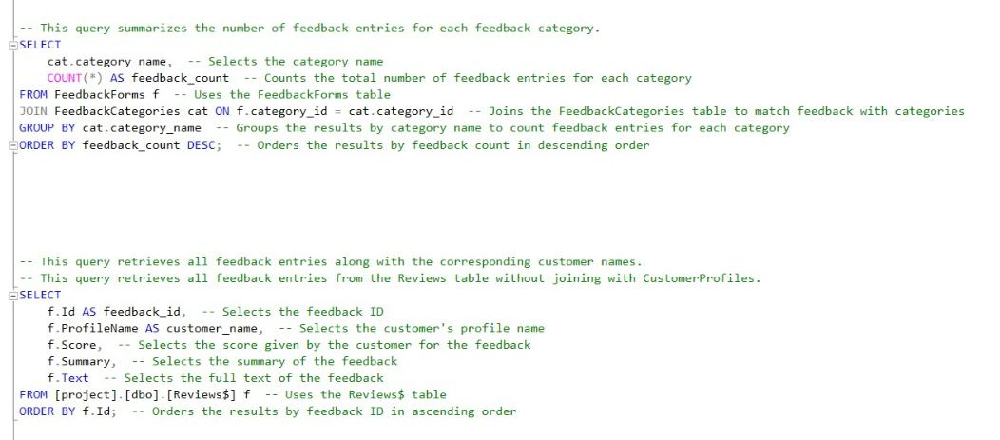 -- This query summarizes the number of feedback entries for each feedback category.
SELECT
    cat.category_name,  -- Selects the category name
    COUNT(*) AS feedback_count  -- Counts the total number of feedback entries for each category
FROM FeedbackForms f  -- Uses the FeedbackForms table
JOIN FeedbackCategories cat ON f.category_id = cat.category_id  -- Joins the FeedbackCategories table to match feedback with categories
GROUP BY cat.category_name  -- Groups the results by category name to count feedback entries for each category
ORDER BY feedback_count DESC;  -- Orders the results by feedback count in descending order
-- This query retrieves all feedback entries along with the corresponding customer names.
-- This query retrieves all feedback entries from the Reviews table without joining with CustomerProfiles.
SELECT
    f.Id AS feedback_id,  -- Selects the feedback ID
    f.ProfileName AS customer_name,  -- Selects the customer's profile name
    f.Score,  -- Selects the score given by the customer for the feedback
    f.Summary,  -- Selects the summary of the feedback
    f.Text  -- Selects the full text of the feedback
FROM [project].[dbo].[Reviews$] f  -- Uses the Reviews$ table
ORDER BY f.Id;  -- Orders the results by feedback ID in ascending order